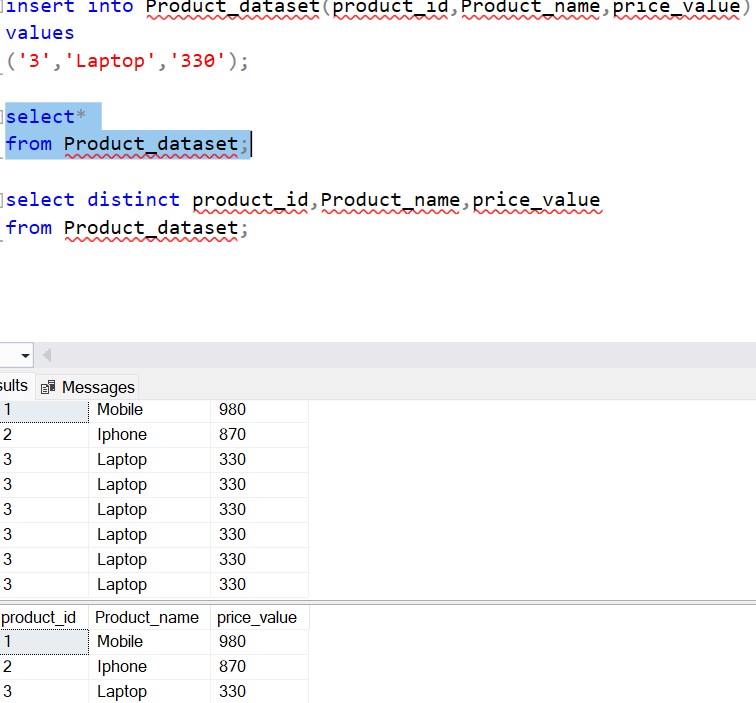 insert into Product_dataset(product_id,Product_name,price_value)
values
('3','Laptop','330');
select*
from Product_dataset;
select distinct product_id,Product_name,price_value
from Product_dataset;
sults Messages
1 Mobile 980
2 Iphone 870
3 Laptop 330
3 Laptop 330
3 Laptop 330
3 Laptop 330
3 Laptop 330
3 Laptop 330
product_id Product_name price_value
1 Mobile 980
2 Iphone 870
3 Laptop 330